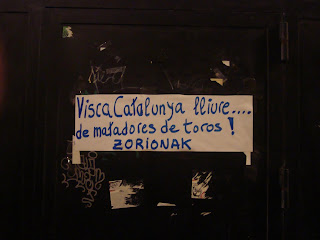 Visca Catalunya lliure....
de matadores de toros!
ZORIONAK